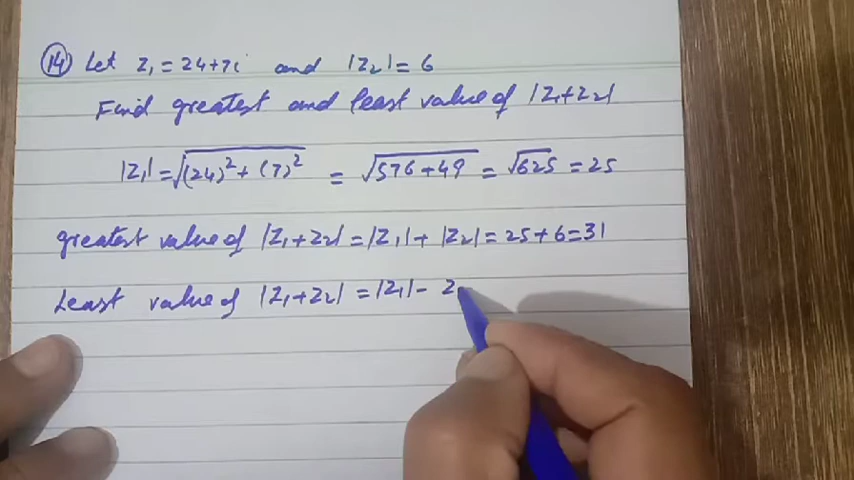 14 Let z₁ = 24+7i and |z₂| = 6
Find greatest and least value of |z₁+z₂|
|z₁| = √(24)² + (7)² = √576+49 = √625 = 25
greatest value of |z₁+z₂| = |z₁| + |z₂| = 25+6=31
Least value of |z₁+z₂| = |z₁| - z